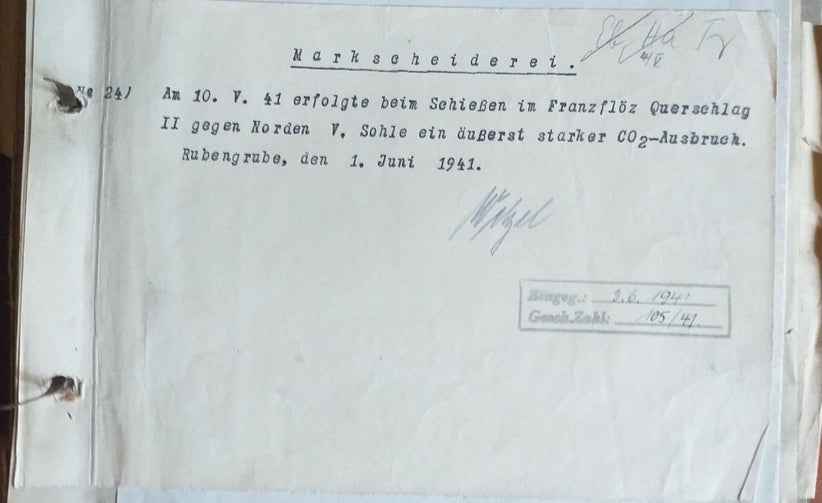 Markscheiderei.
24) Am 10. V. 41 erfolgte beim Schießen im Franzflöz Querschlag
II gegen Norden V. Sohle ein äußerst starker CO2-Ausbruch.
Rubengrube, den 1. Juni 1941.
Eingeg.: 3.6.1941
Gesch.Zahl: 105/41.